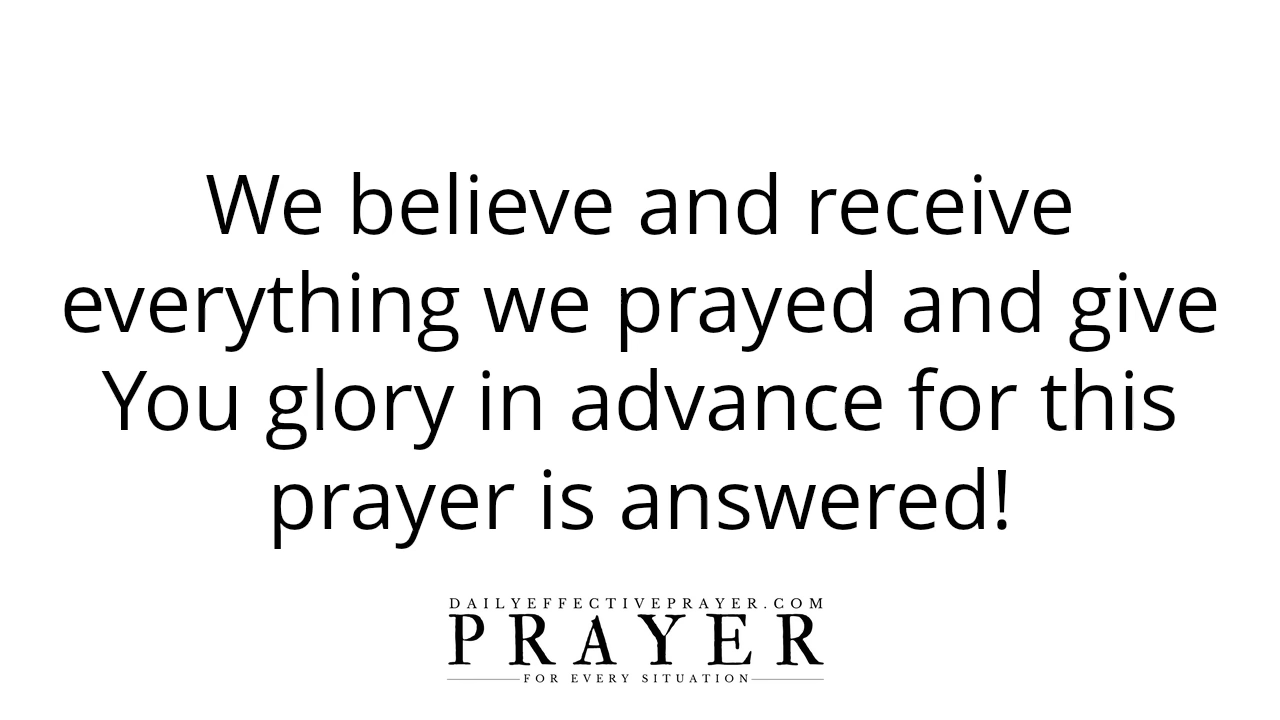 We believe and receive
everything we prayed and give
You glory in advance for this
prayer is answered!
DAILYEFFECTIVEPRAYER.COM
PRAYER
FOR EVERY SITUATION